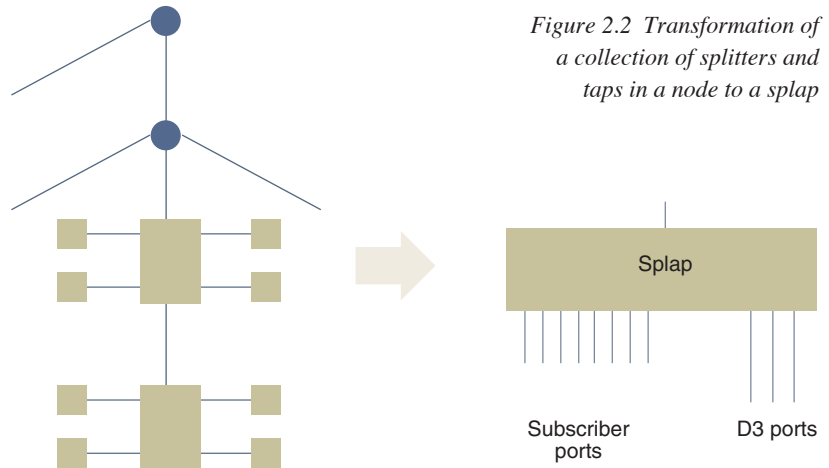 Figure 2.2 Transformation of
a collection of splitters and
taps in a node to a splap
Splap
Subscriber
ports
D3 ports